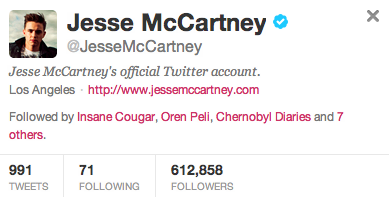 Jesse McCartney
@JesseMcCartney
Jesse McCartney's official Twitter account.
Los Angeles · http://www.jessemccartney.com
Followed by Insane Cougar, Oren Peli, Chernobyl Diaries and 7
others.
991 71 612,858
TWEETS FOLLOWING FOLLOWERS